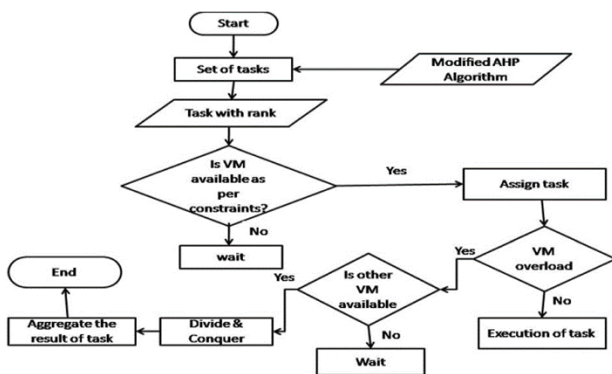 Start
Set of tasks
Modified AHP
Algorithm
Task with rank
Is VM
available as
per
constraints?
Yes
Assign task
No
wait
VM
overload
Yes
No
Execution of task
Is other
VM
available
Yes
No
Wait
Divide &
Conquer
Aggregate the
result of task
End